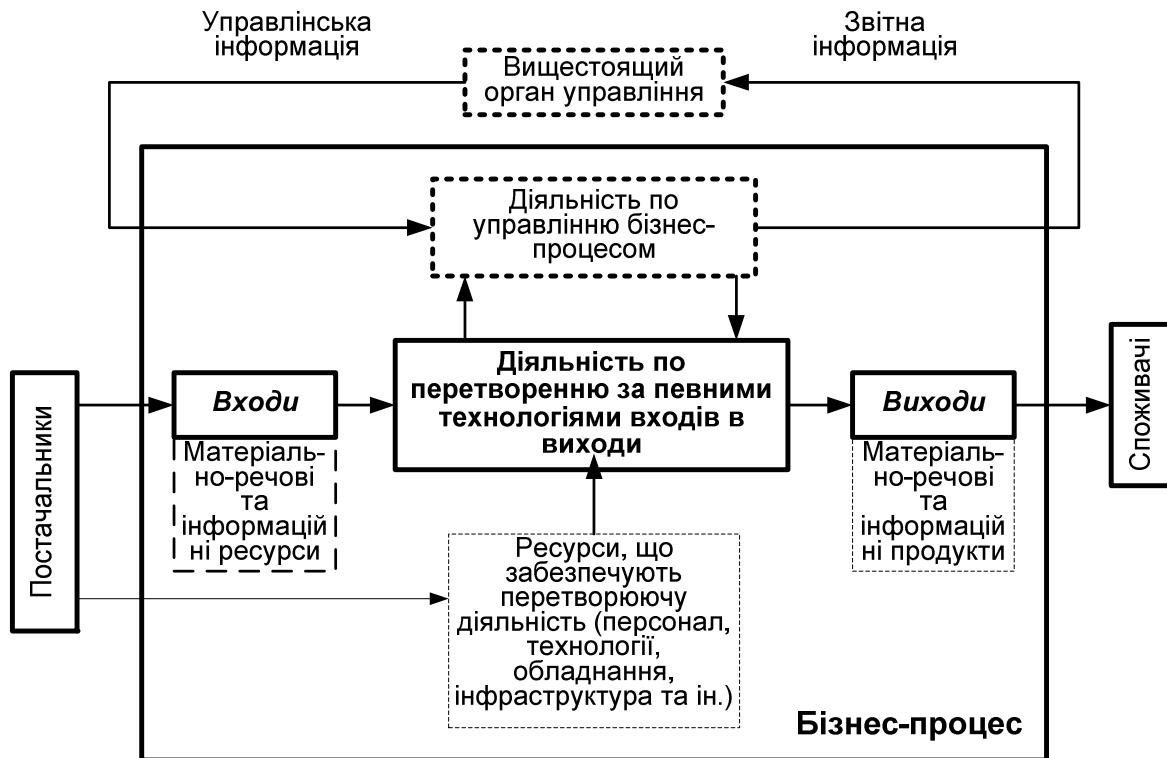 Управлінська
інформація
Звітна
інформація
Вищестоящий
орган управління
Діяльність по
управлінню бізнес-
процесом
Постачальники
Входи
Матеріаль-
но-речові
та
інформацій
ні ресурси
Діяльність по
перетворенню за певними
технологіями входів в
виходи
Ресурси, що
забезпечують
перетворюючу
діяльність (персонал,
технології,
обладнання,
інфраструктура та ін.)
Виходи
Матеріаль-
но-речові та
інформацій
ні продукти
Споживачі
Бізнес-процес